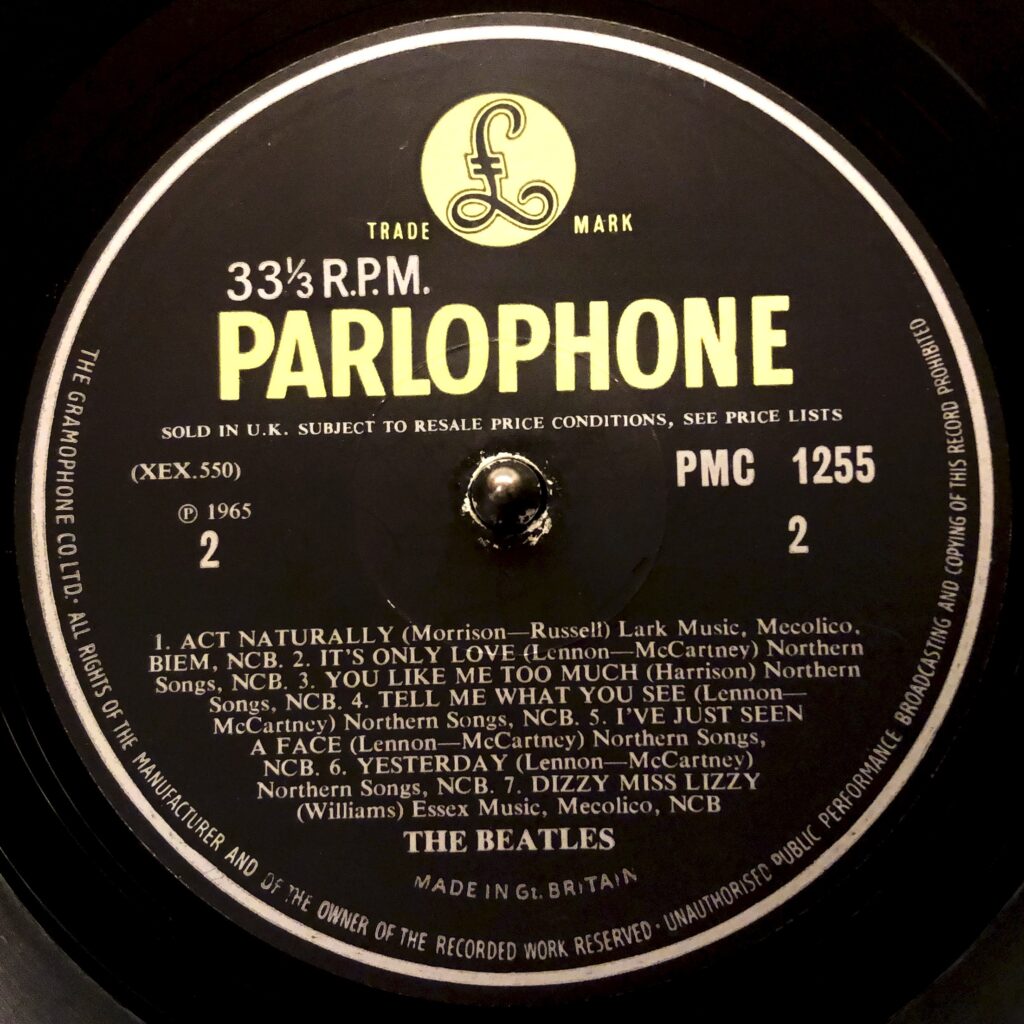 £
TRADE MARK
33⅓ R.P.M.
PARLOPHONE
SOLD IN U.K. SUBJECT TO RESALE PRICE CONDITIONS, SEE PRICE LISTS
(XEX.550)
PMC 1255
℗ 1965
2
2
1. ACT NATURALLY (Morrison—Russell) Lark Music, Mecolico,
BIEM, NCB. 2. IT'S ONLY LOVE (Lennon—McCartney) Northern
Songs, NCB. 3. YOU LIKE ME TOO MUCH (Harrison) Northern
Songs, NCB. 4. TELL ME WHAT YOU SEE (Lennon—
McCartney) Northern Songs, NCB. 5. I'VE JUST SEEN
A FACE (Lennon—McCartney) Northern Songs,
NCB. 6. YESTERDAY (Lennon—McCartney)
Northern Songs, NCB. 7. DIZZY MISS LIZZY
(Williams) Essex Music, Mecolico, NCB
THE BEATLES
MADE IN Gt. BRITAIN
THE GRAMOPHONE CO. LTD. · ALL RIGHTS OF THE MANUFACTURER AND OF THE OWNER OF THE RECORDED WORK RESERVED · UNAUTHORISED PUBLIC PERFORMANCE BROADCASTING AND COPYING OF THIS RECORD PROHIBITED